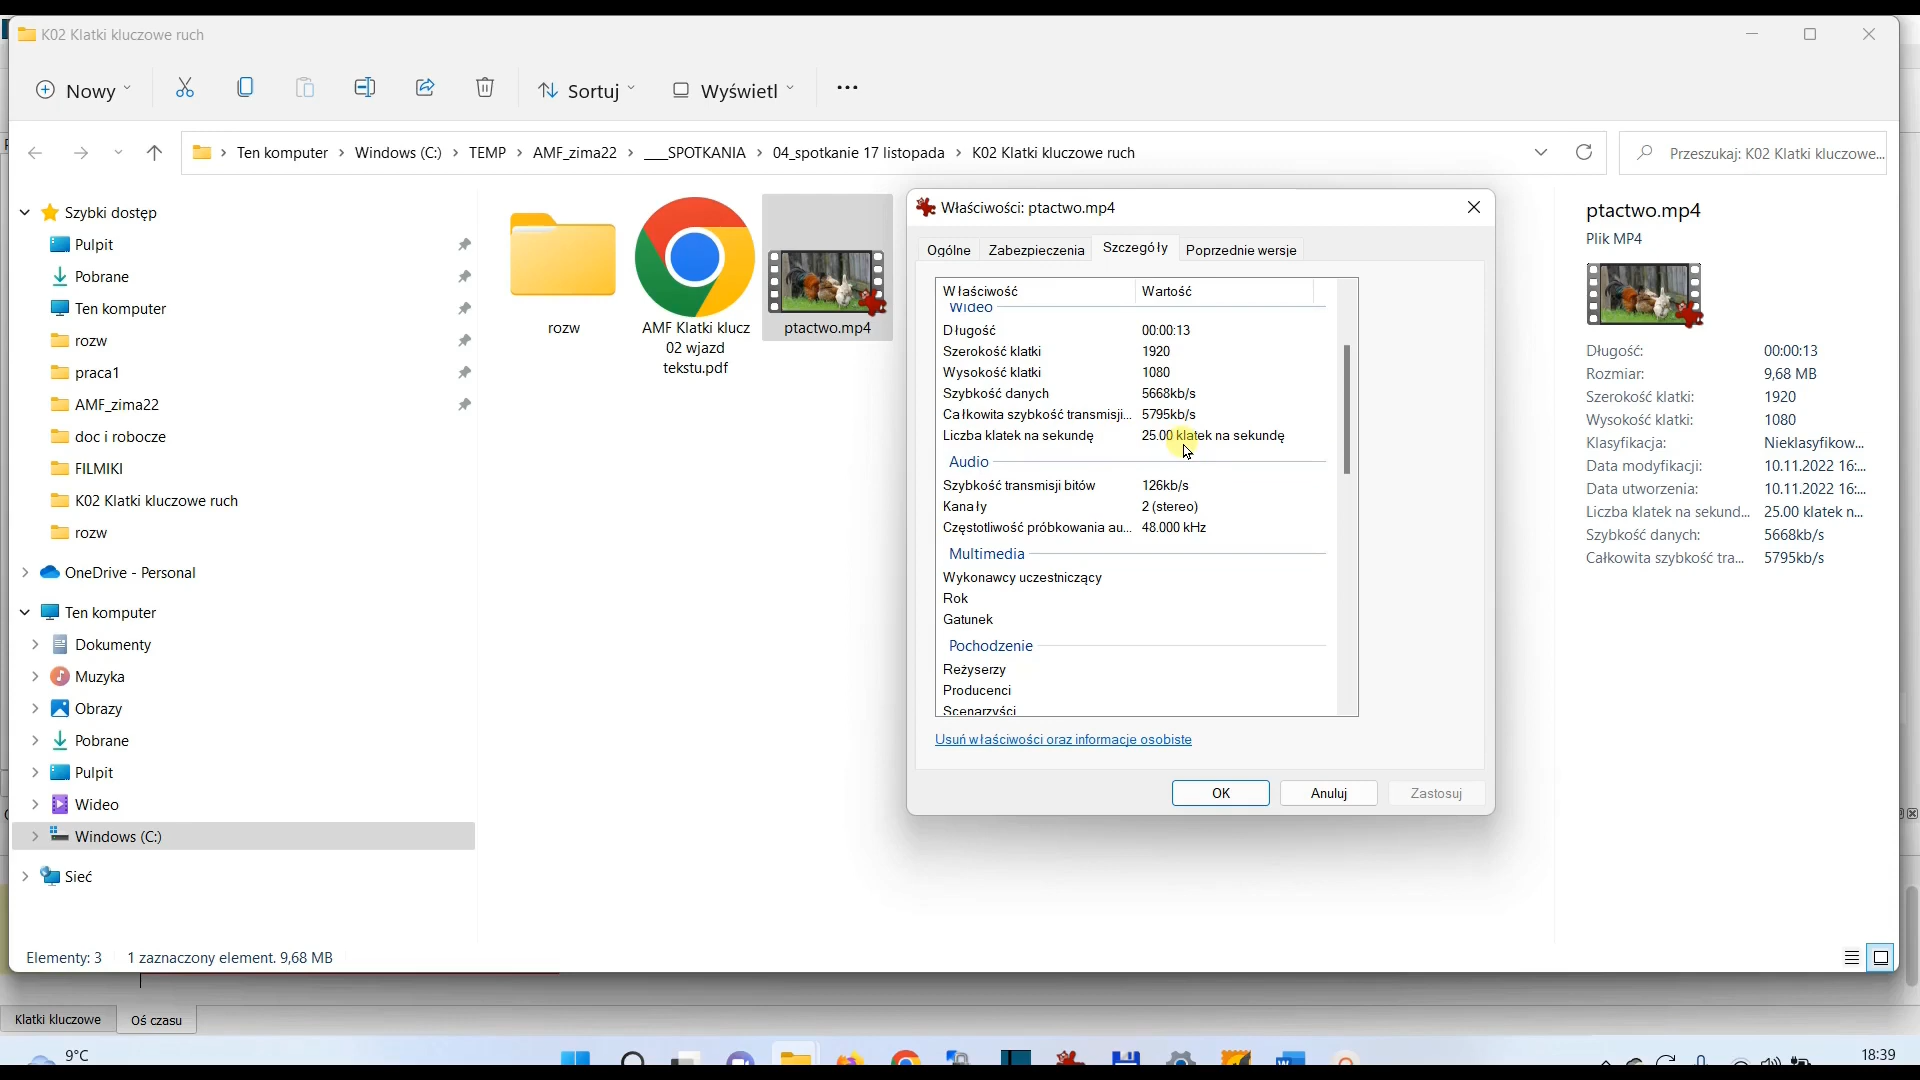 K02 Klatki kluczowe ruch
Nowy
Sortuj
Wyświetl
Ten komputer > Windows (C:) > TEMP > AMF_zima22 > ___SPOTKANIA > 04_spotkanie 17 listopada > K02 Klatki kluczowe ruch
Przeszukaj: K02 Klatki kluczowe...
Szybki dostęp
Pulpit
Pobrane
Ten komputer
rozw
praca1
AMF_zima22
doc i robocze
FILMIKI
K02 Klatki kluczowe ruch
rozw
OneDrive - Personal
Ten komputer
Dokumenty
Muzyka
Obrazy
Pobrane
Pulpit
Wideo
Windows (C:)
Sieć
rozw
AMF Klatki klucz
02 wjazd
tekstu.pdf
ptactwo.mp4
Właściwości: ptactwo.mp4
Ogólne Zabezpieczenia Szczegóły Poprzednie wersje
Właściwość Wartość
Wideo
Długość 00:00:13
Szerokość klatki 1920
Wysokość klatki 1080
Szybkość danych 5668kb/s
Całkowita szybkość transmisji... 5795kb/s
Liczba klatek na sekundę 25.00 klatek na sekundę
Audio
Szybkość transmisji bitów 126kb/s
Kanały 2 (stereo)
Częstotliwość próbkowania au... 48.000 kHz
Multimedia
Wykonawcy uczestniczący
Rok
Gatunek
Pochodzenie
Reżyserzy
Producenci
Scenarzyści
Usuń właściwości oraz informacje osobiste
OK Anuluj Zastosuj
ptactwo.mp4
Plik MP4
Długość: 00:00:13
Rozmiar: 9,68 MB
Szerokość klatki: 1920
Wysokość klatki: 1080
Klasyfikacja: Nieklasyfikow...
Data modyfikacji: 10.11.2022 16:...
Data utworzenia: 10.11.2022 16:...
Liczba klatek na sekund... 25.00 klatek n...
Szybkość danych: 5668kb/s
Całkowita szybkość tra... 5795kb/s
Elementy: 3 1 zaznaczony element. 9,68 MB
Klatki kluczowe Oś czasu
9°C
18:39